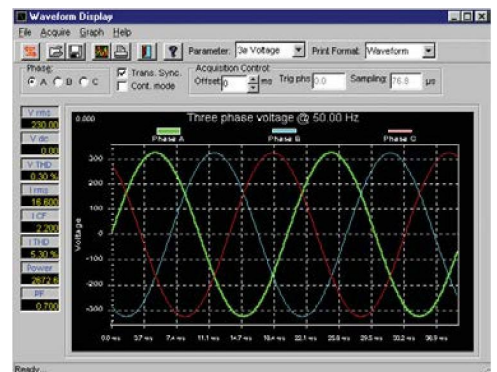 Waveform Display
File Acquire Graph Help
Parameter: 3ø Voltage Print Format: Waveform
Phase: A B C
Trans. Sync.
Cont. mode
Acquisition Control
Offset 0 ms Trig phs 0.0 Sampling: 76.8 µs
V rms
230.00
V dc
0.00
V THD
0.30 %
I rms
16.600
I CF
2.200
I THD
5.30 %
Power
2672.6
PF
0.700
0.000 Three phase voltage @ 50.00 Hz
Phase A Phase B Phase C
Voltage
300
200
100
0
-100
-200
-300
0.0 ms 3.7 ms 7.4 ms 11.1 ms 14.7 ms 18.4 ms 22.1 ms 25.8 ms 29.5 ms 33.2 ms 36.9 ms
Ready...